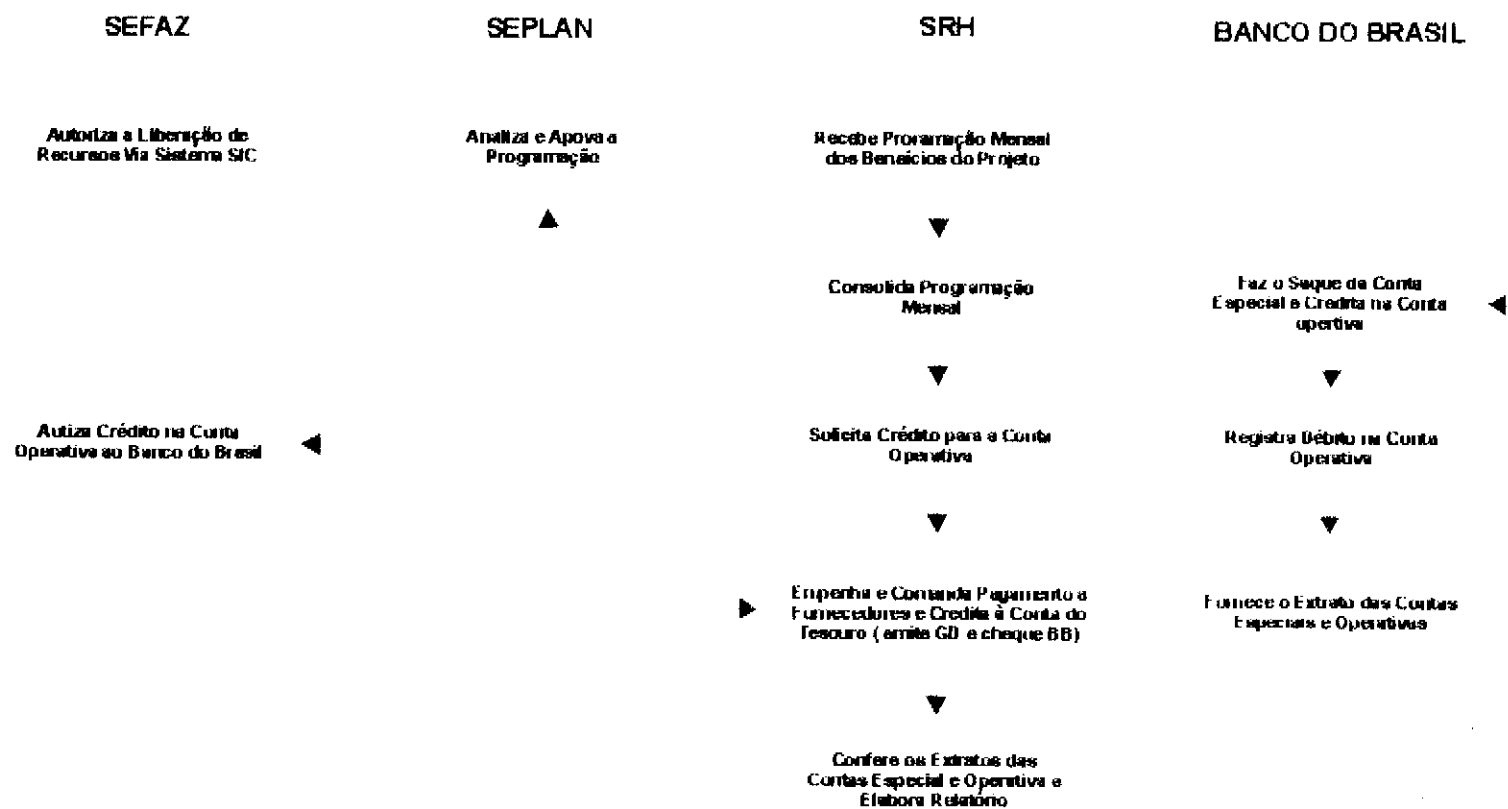 SEFAZ
SEPLAN
SRH
BANCO DO BRASIL
Autoriza a Liberação de
Recursos Via Sistema SIC
Analiza e Apova a
Programação
Recebe Proramação Mensal
dos Beneícios do Projeto
Consolida Programação
Mensal
Faz o Saque da Conta
Especial e Credita na Conta
opertiva
Autiza Crédito na Conta
Operativa ao Banco do Brasil
Solicita Crédito para a Conta
Operativa
Registra Débito na Conta
Operativa
Empenha e Comanda Pagamento a
Fornecedores e Credita à Conta do
Tesouro ( emite GD e cheque BB)
Fornece o Extrato das Contas
Especiais e Operativas
Confere os Extratos das
Contas Especial e Operativa e
Elabora Relatório